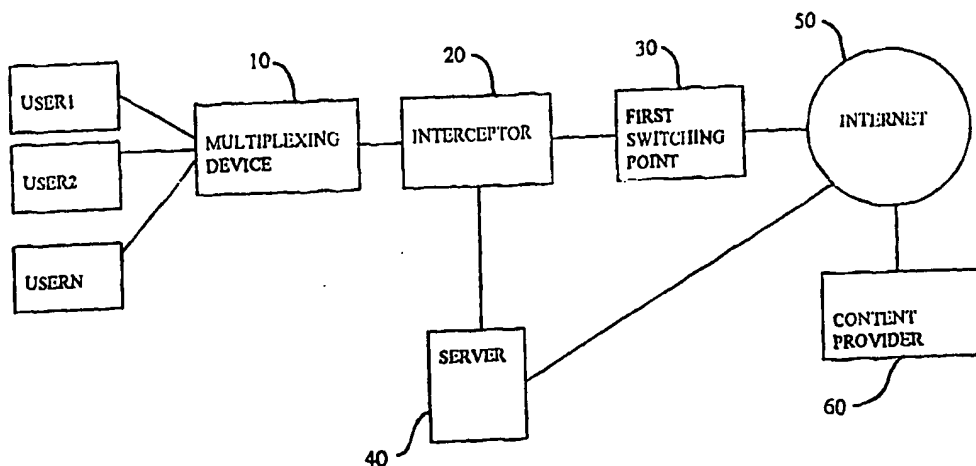 50
10
20
30
USER1
MULTIPLEXING
DEVICE
INTERCEPTOR
FIRST
SWITCHING
POINT
INTERNET
USER2
USERN
SERVER
CONTENT
PROVIDER
40
60